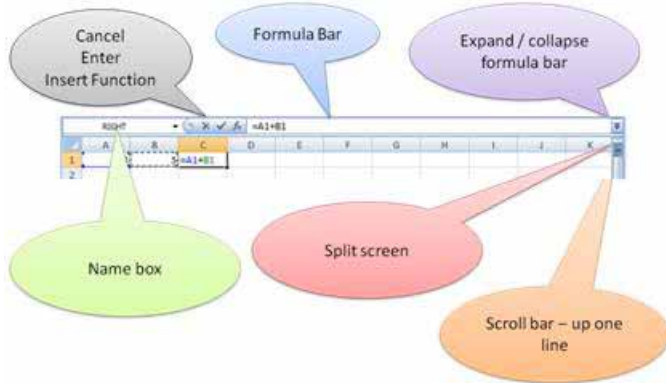 Cancel
Enter
Insert Function
Formula Bar
Expand / collapse
formula bar
RIGHT
=A1+B1
A B C D E F G H I J K
1 5 =A1+B1
2
Name box
Split screen
Scroll bar – up one
line